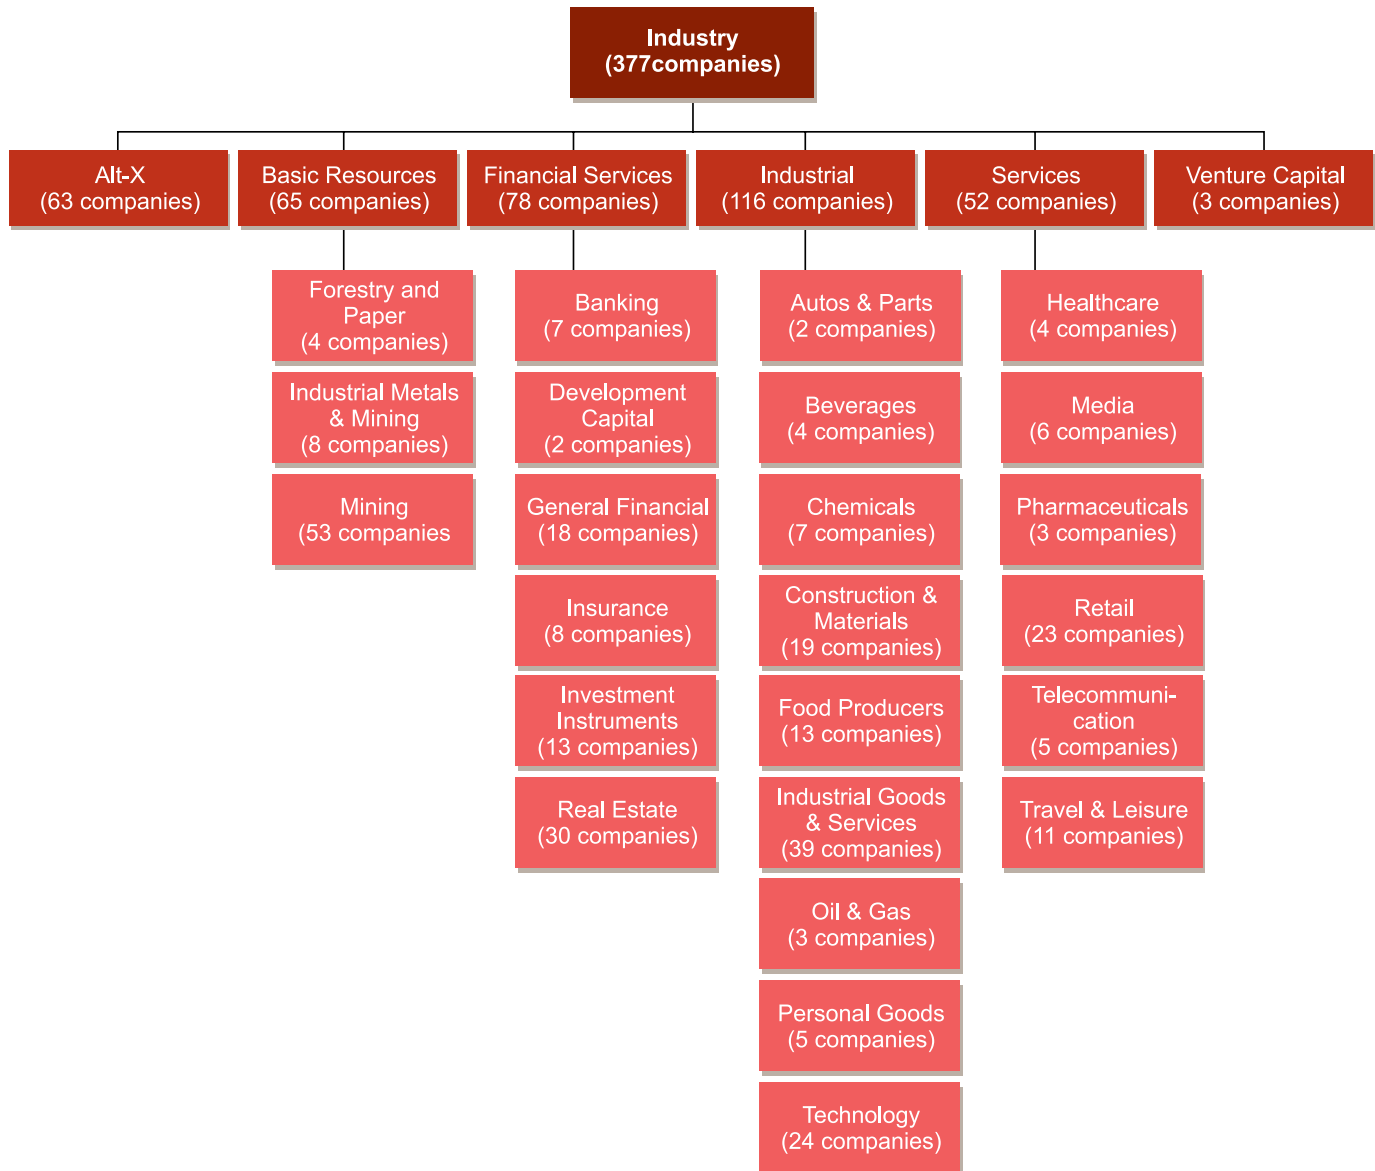 Industry
(377companies)
Alt-X
(63 companies)
Basic Resources
(65 companies)
Financial Services
(78 companies)
Industrial
(116 companies)
Services
(52 companies)
Venture Capital
(3 companies)
Forestry and
Paper
(4 companies)
Industrial Metals
& Mining
(8 companies)
Mining
(53 companies
Banking
(7 companies)
Development
Capital
(2 companies)
General Financial
(18 companies)
Insurance
(8 companies)
Investment
Instruments
(13 companies)
Real Estate
(30 companies)
Autos & Parts
(2 companies)
Beverages
(4 companies)
Chemicals
(7 companies)
Construction &
Materials
(19 companies)
Food Producers
(13 companies)
Industrial Goods
& Services
(39 companies)
Oil & Gas
(3 companies)
Personal Goods
(5 companies)
Technology
(24 companies)
Healthcare
(4 companies)
Media
(6 companies)
Pharmaceuticals
(3 companies)
Retail
(23 companies)
Telecommuni-
cation
(5 companies)
Travel & Leisure
(11 companies)